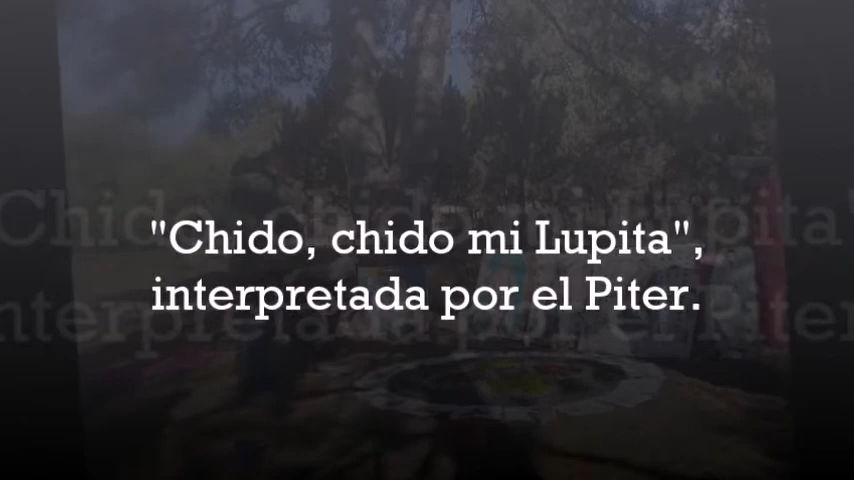 "Chido, chido mi Lupita",
interpretada por el Piter.